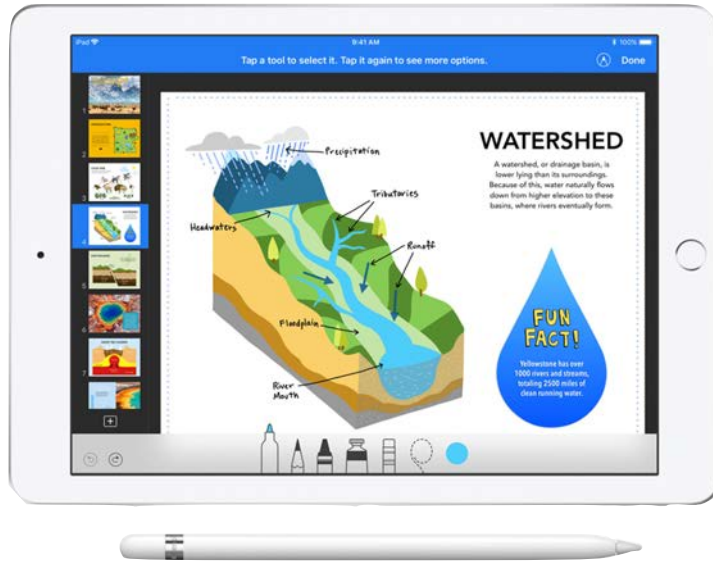 iPad
9:41 AM
100%
Tap a tool to select it. Tap it again to see more options.
Done
1
2
3
4
5
6
7
WATERSHED
A watershed, or drainage basin, is
lower lying than its surroundings.
Because of this, water naturally flows
down from higher elevation to these
basins, where rivers eventually form.
Precipitation
Tributaries
Headwaters
Runoff
Floodplain
River
Mouth
FUN
FACT!
Yellowstone has over
1000 rivers and streams,
totaling 2500 miles of
clean running water.